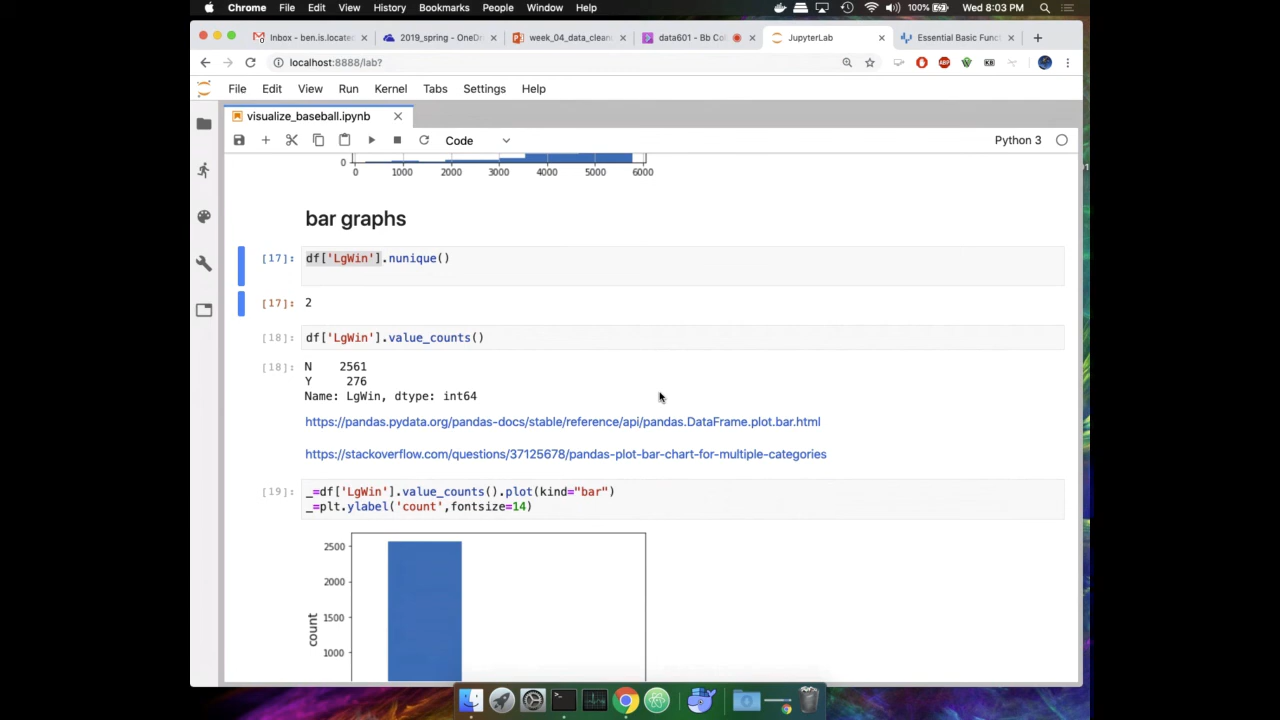 Chrome File Edit View History Bookmarks People Window Help 100% Wed 8:03 PM
Inbox - ben.is.locate 2019_spring - OneDr week_04_data_clean data601 - Bb Co JupyterLab Essential Basic Funct
localhost:8888/lab?
File Edit View Run Kernel Tabs Settings Help
visualize_baseball.ipynb
Code Python 3
0
0 1000 2000 3000 4000 5000 6000
bar graphs
[17]: df['LgWin'].nunique()
[17]: 2
[18]: df['LgWin'].value_counts()
[18]: N 2561
Y 276
Name: LgWin, dtype: int64
https://pandas.pydata.org/pandas-docs/stable/reference/api/pandas.DataFrame.plot.bar.html
https://stackoverflow.com/questions/37125678/pandas-plot-bar-chart-for-multiple-categories
[19]: _=df['LgWin'].value_counts().plot(kind="bar")
_=plt.ylabel('count',fontsize=14)
2500
2000
1500
count
1000